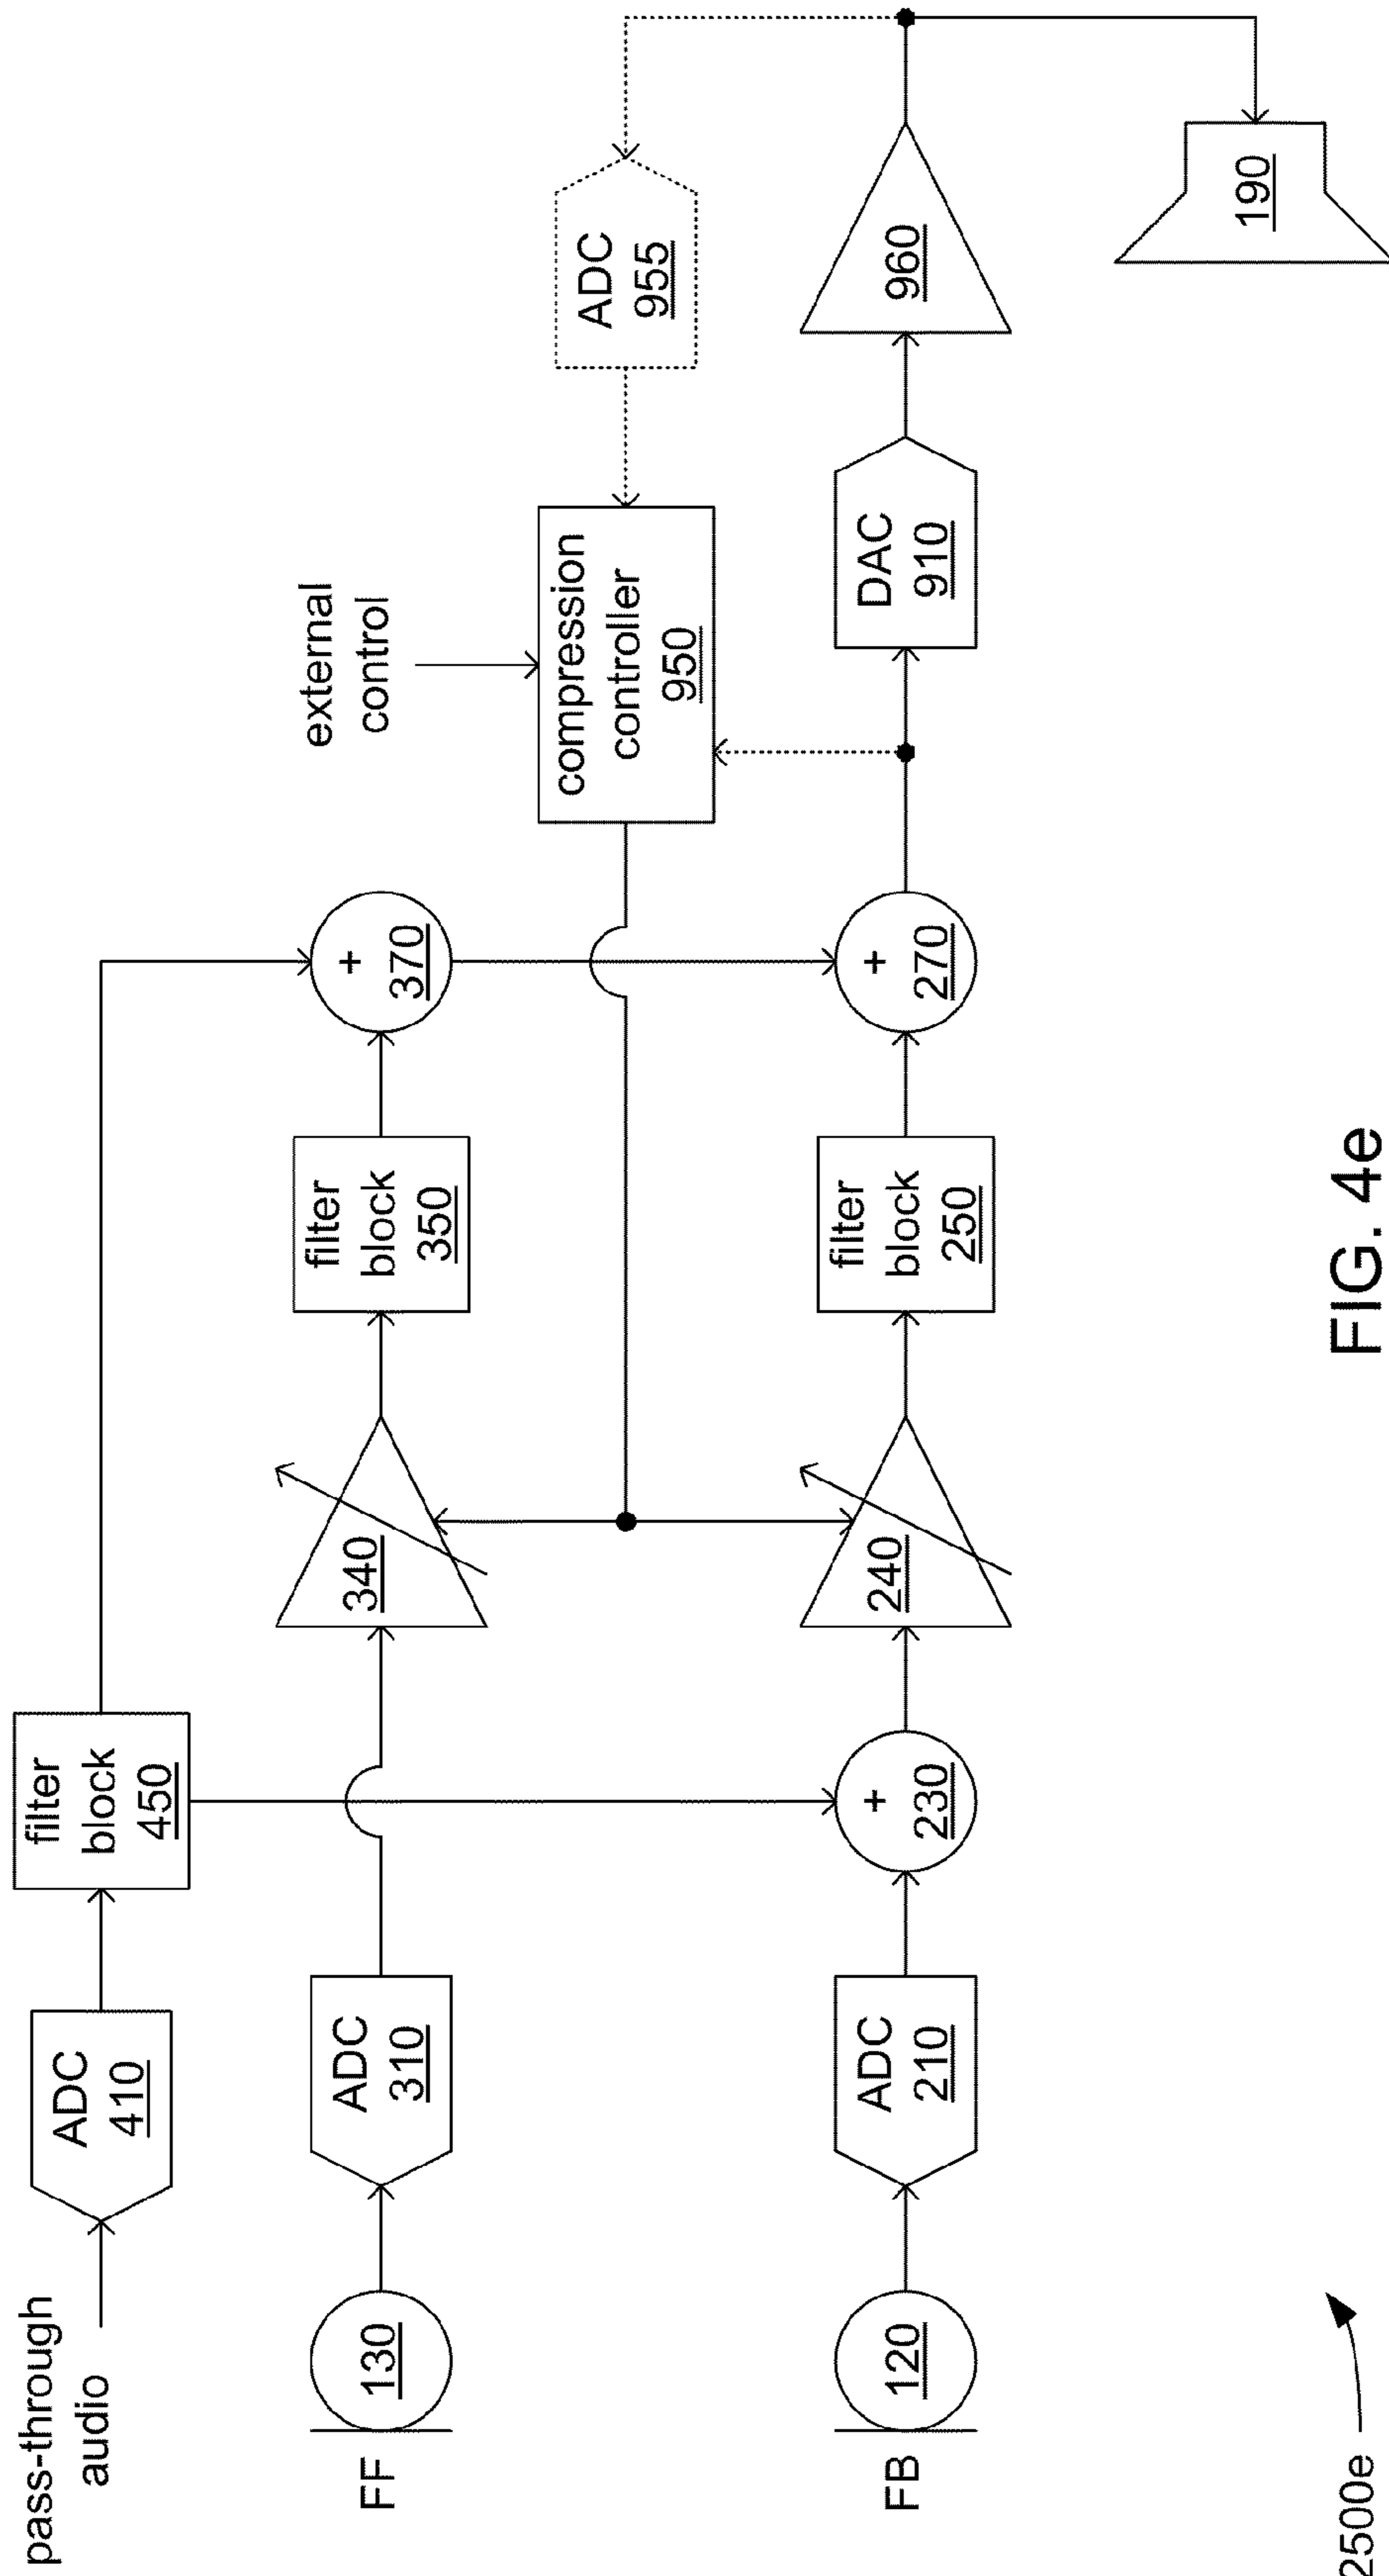 pass-through
audio
ADC
410
filter
block
450
FF
130
ADC
310
340
filter
block
350
+
370
external
control
compression
controller
950
ADC
955
FB
120
ADC
210
+
230
240
filter
block
250
+
270
DAC
910
960
190
2500e
FIG. 4e